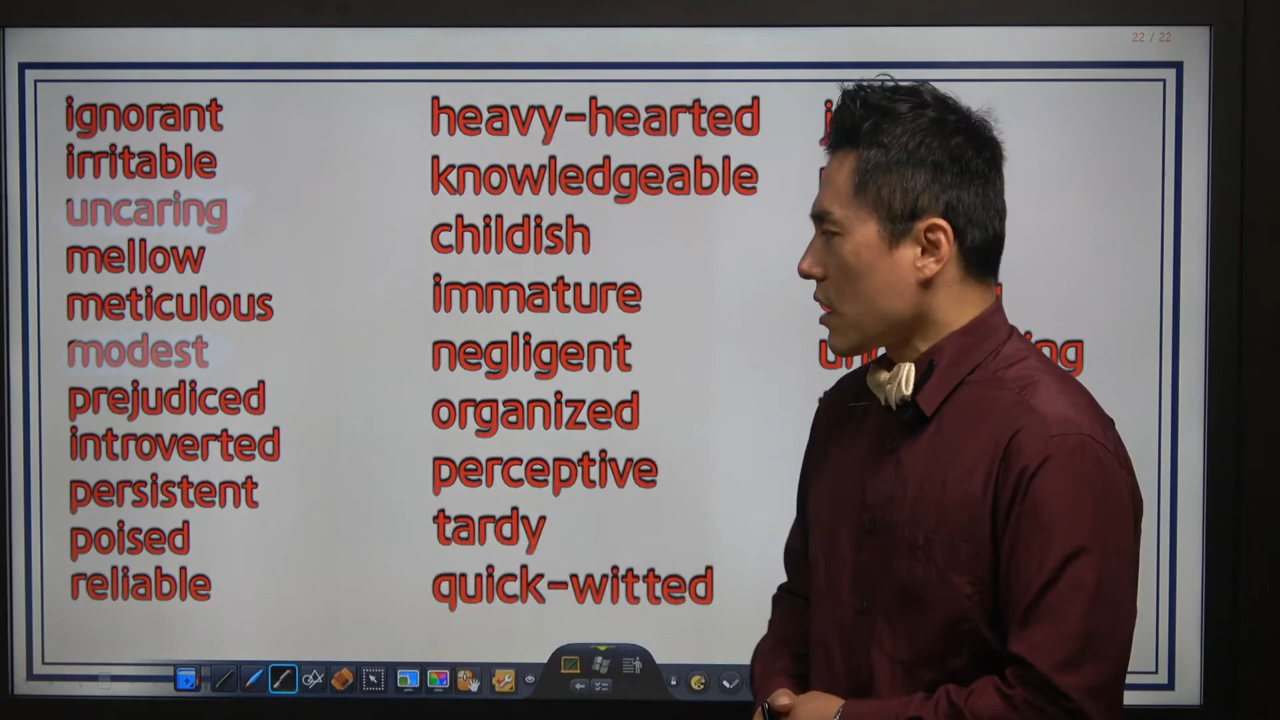 22 / 22
ignorant
irritable
uncaring
mellow
meticulous
modest
prejudiced
introverted
persistent
poised
reliable
heavy-hearted
knowledgeable
childish
immature
negligent
organized
perceptive
tardy
quick-witted